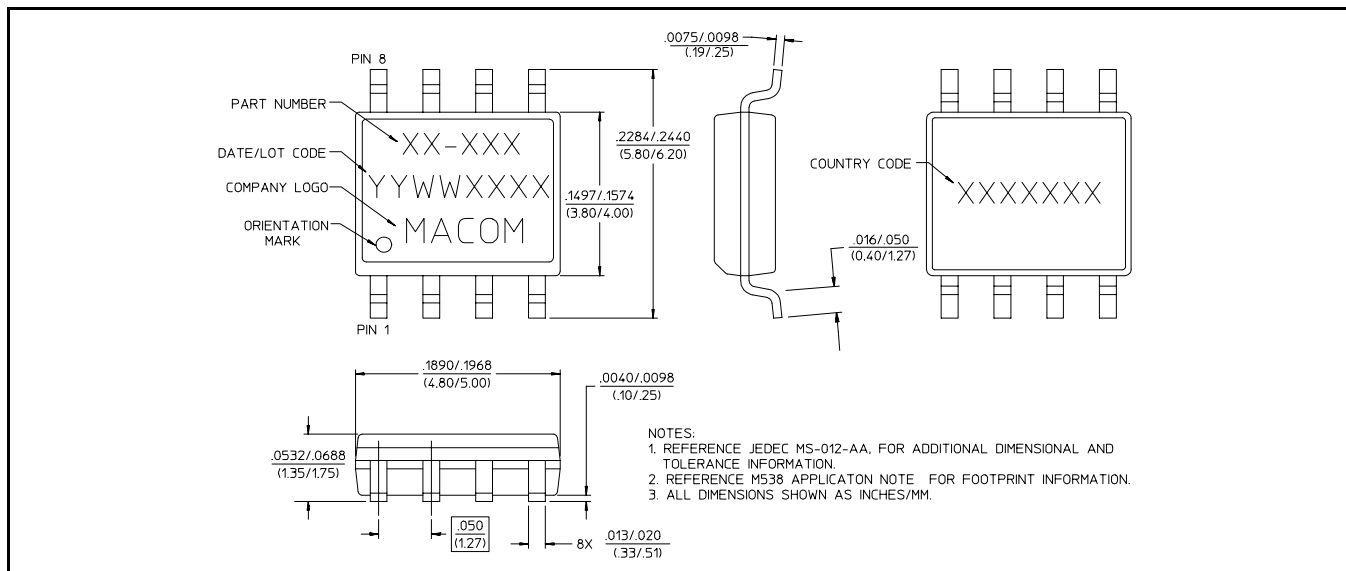 PIN 8
PART NUMBER
XX-XXX
DATE/LOT CODE
YYWWXXXX
COMPANY LOGO
MACOM
ORIENTATION
MARK
PIN 1
.1497/.1574
(3.80/4.00)
.2284/.2440
(5.80/6.20)
.0075/.0098
(.19/.25)
.016/.050
(0.40/1.27)
COUNTRY CODE
XXXXXXX
.1890/.1968
(4.80/5.00)
.0040/.0098
(.10/.25)
.0532/.0688
(1.35/1.75)
.050
(1.27)
8X .013/.020
(.33/.51)
NOTES:
1. REFERENCE JEDEC MS-012-AA, FOR ADDITIONAL DIMENSIONAL AND
TOLERANCE INFORMATION.
2. REFERENCE M538 APPLICATON NOTE FOR FOOTPRINT INFORMATION.
3. ALL DIMENSIONS SHOWN AS INCHES/MM.